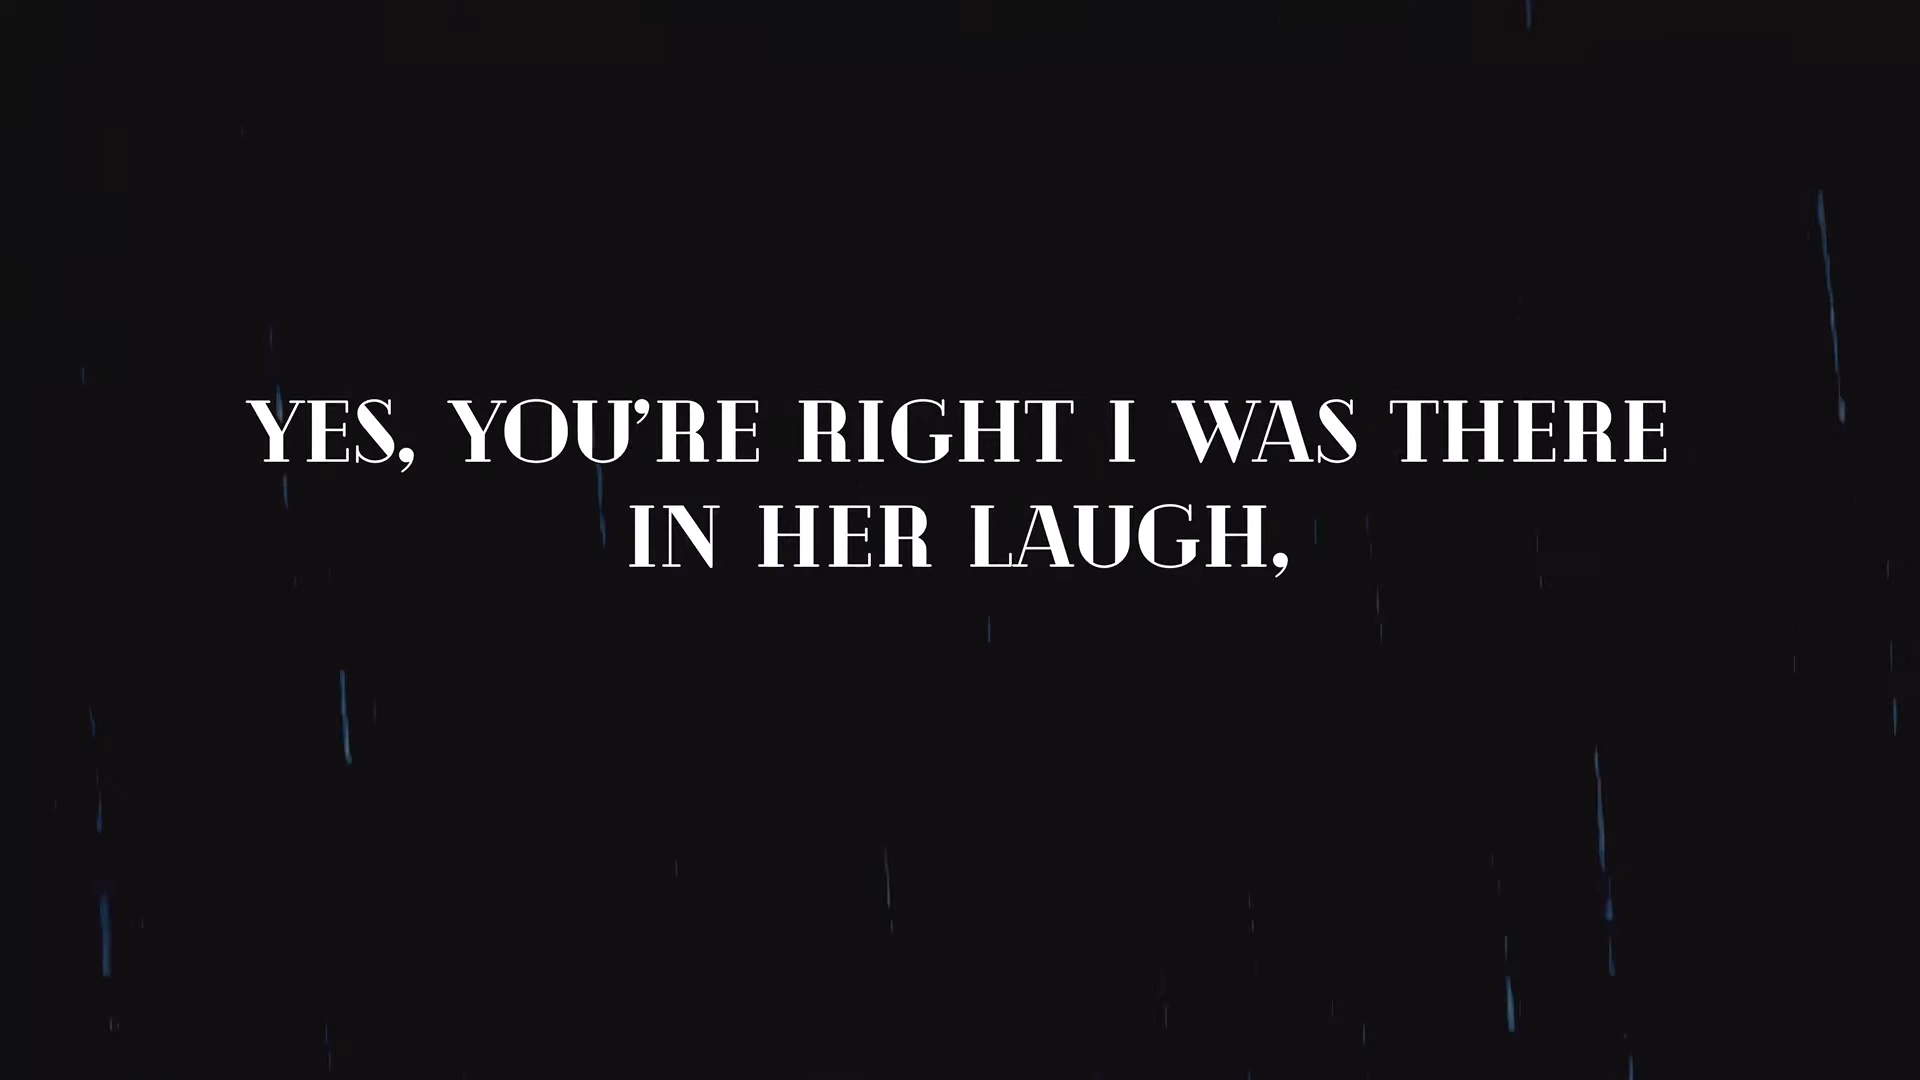 YES, YOU’RE RIGHT I WAS THERE
IN HER LAUGH,